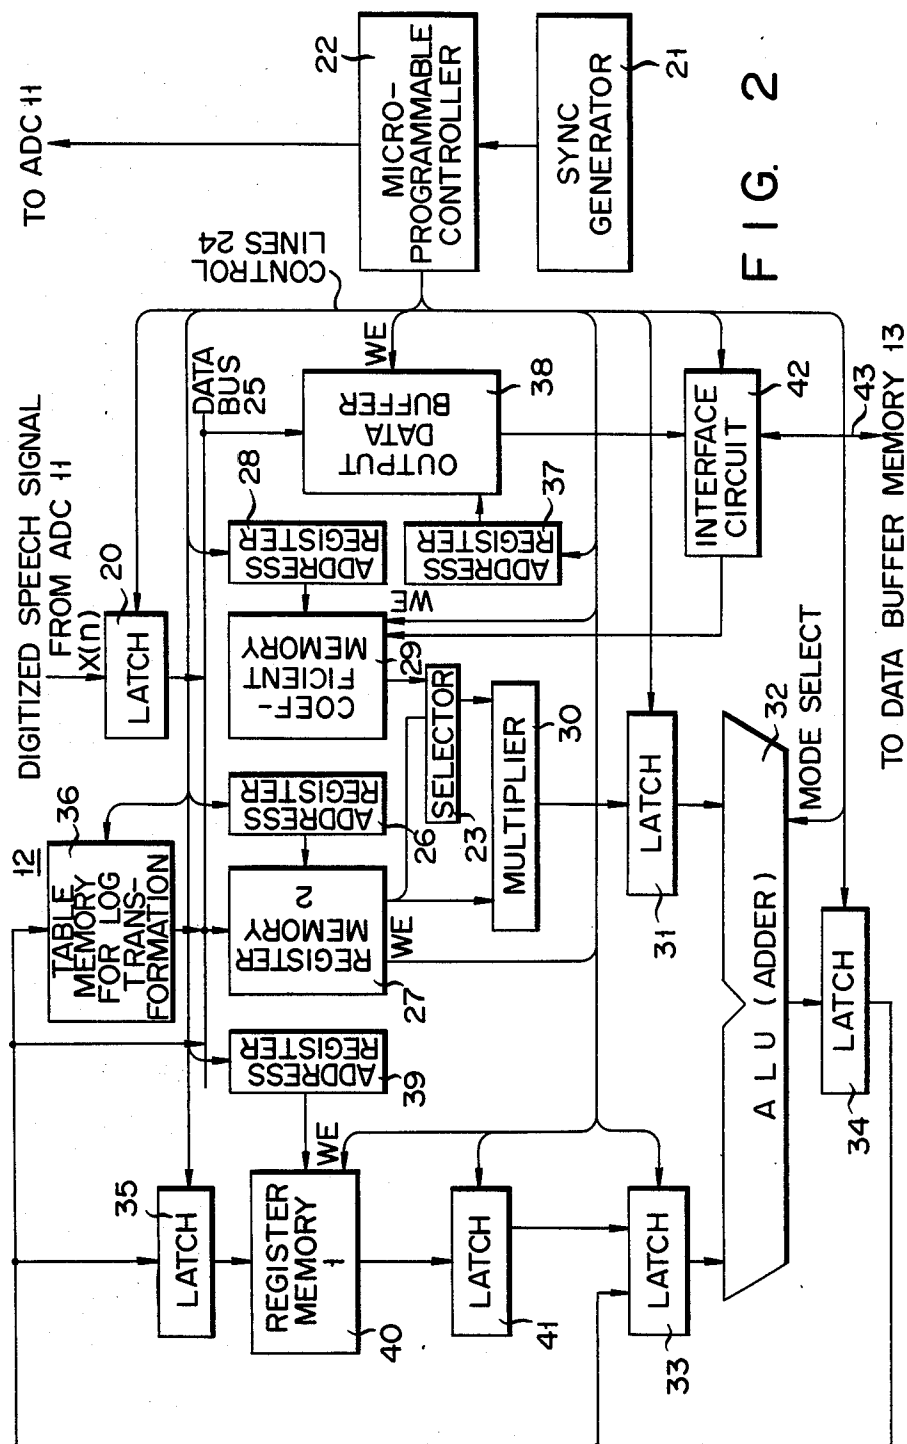 12
DIGITIZED SPEECH SIGNAL
FROM ADC 11
X(n)
TO ADC 11
36
TABLE
MEMORY
FOR LOG
TRANS-
FORMATION
20
LATCH
CONTROL
LINES 24
22
MICRO-
PROGRAMMABLE
CONTROLLER
35
LATCH
39
ADDRESS
REGISTER
26
ADDRESS
REGISTER
28
ADDRESS
REGISTER
DATA
BUS
25
WE
WE
40
REGISTER
MEMORY
1
27
REGISTER
MEMORY
2
WE
29
COEF-
FICIENT
MEMORY
WE
38
OUTPUT
DATA
BUFFER
37
ADDRESS
REGISTER
21
SYNC
GENERATOR
41
LATCH
23
SELECTOR
30
MULTIPLIER
33
LATCH
31
LATCH
42
INTERFACE
CIRCUIT
32
ALU (ADDER)
MODE SELECT
43
34
LATCH
TO DATA BUFFER MEMORY 13
FIG. 2